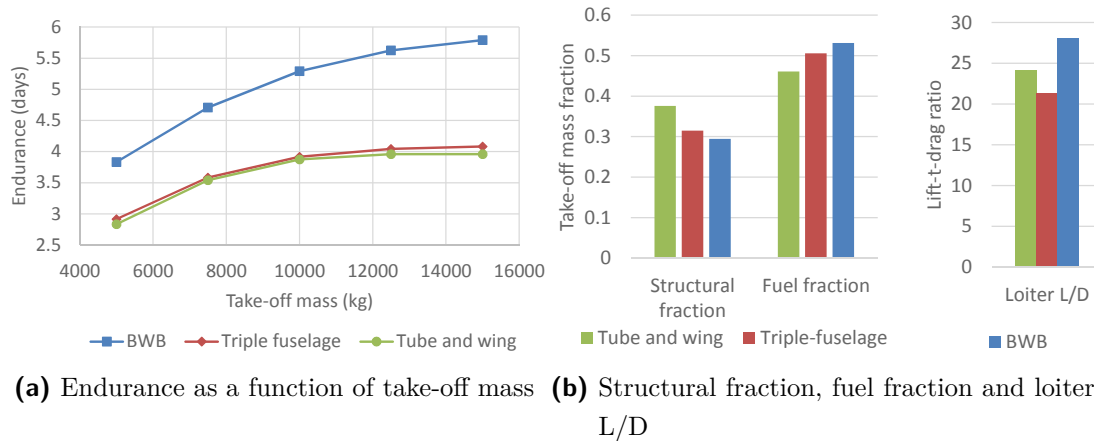 6
5.5
5
4.5
4
3.5
3
2.5
Endurance (days)
4000 6000 8000 10000 12000 14000 16000
Take-off mass (kg)
BWB Triple fuselage Tube and wing
0.6
0.5
0.4
0.3
0.2
0.1
0
Take-off mass fraction
Structural fraction
Fuel fraction
30
25
20
15
10
5
0
Lift-t-drag ratio
Loiter L/D
Tube and wing Triple-fuselage BWB
(a) Endurance as a function of take-off mass
(b) Structural fraction, fuel fraction and loiter
L/D